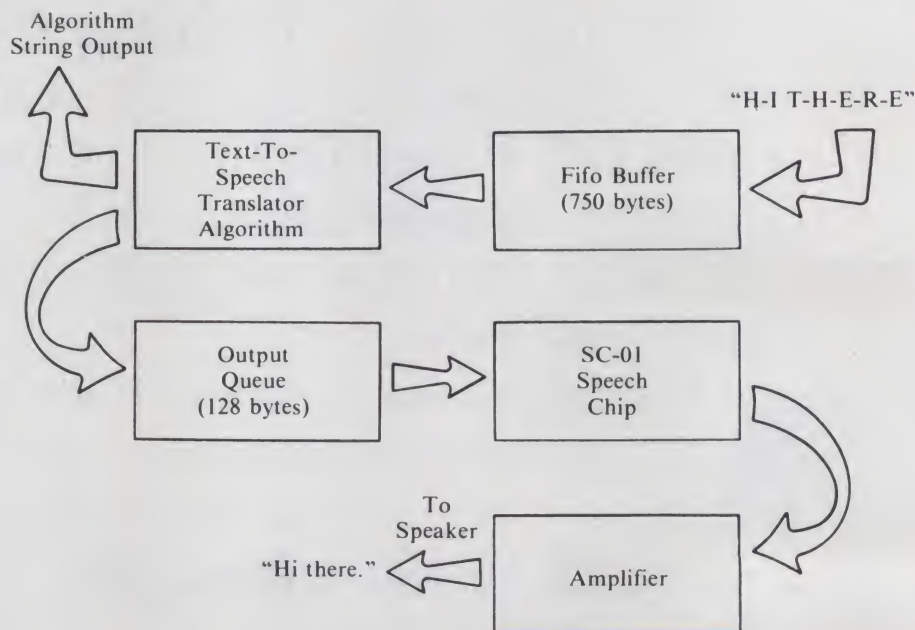 Algorithm
String Output
“H-I T-H-E-R-E”
Text-To-
Speech
Translator
Algorithm
Fifo Buffer
(750 bytes)
Output
Queue
(128 bytes)
SC-01
Speech
Chip
To
Speaker
“Hi there.”
Amplifier